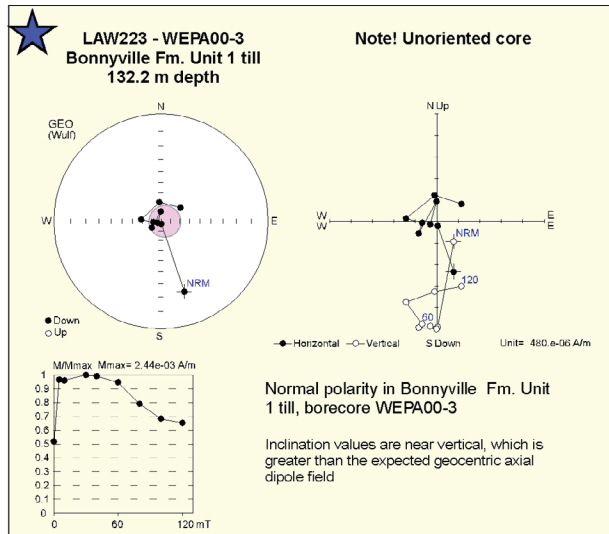 LAW223 - WEPA00-3
Bonnyville Fm. Unit 1 till
132.2 m depth
Note! Unoriented core
GEO
(Wulf)
N
W
E
S
NRM
Down
Up
N Up
W
W
E
E
NRM
120
60
Horizontal
Vertical
S Down
Unit= 480.e-06 A/m
M/Mmax Mmax= 2.44e-03 A/m
1
0.9
0.8
0.7
0.6
0.5
0.4
0.3
0.2
0.1
0
0 60 120 mT
Normal polarity in Bonnyville Fm. Unit
1 till, borecore WEPA00-3
Inclination values are near vertical, which is
greater than the expected geocentric axial
dipole field